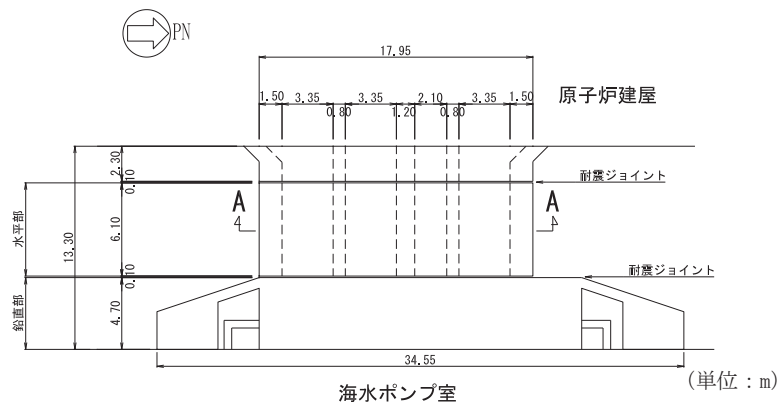 PN
17.95
1.50 3.35 0.80 3.35 1.20 2.10 0.80 3.35 1.50
原子炉建屋
2.30
0.10
耐震ジョイント
A A
水平部
13.30
6.10
0.10
耐震ジョイント
鉛直部
4.70
34.55
海水ポンプ室
(単位:m)